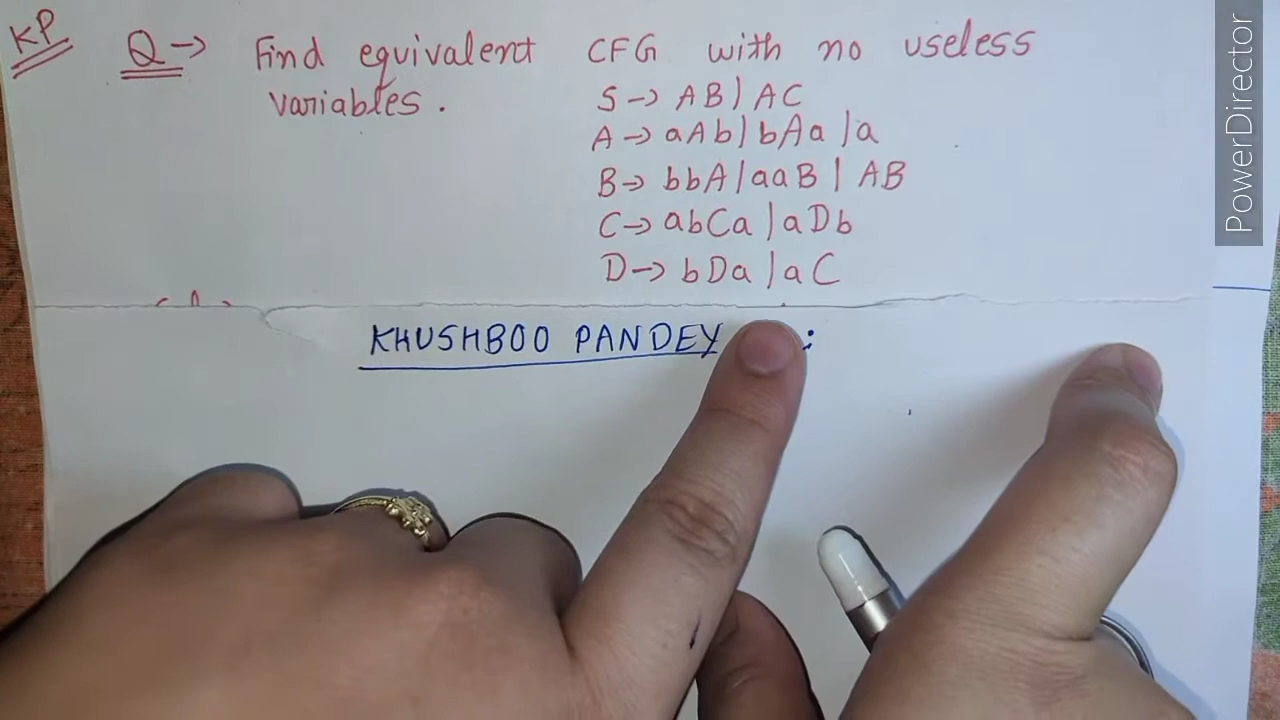 KP
Q→ Find equivalent CFG with no useless
variables.
S→ AB|AC
A→ aAb|bAa|a
B→ bbA|aaB|AB
C→ abCa|aDb
D→ bDa|aC
KHUSHBOO PANDEY :
PowerDirector